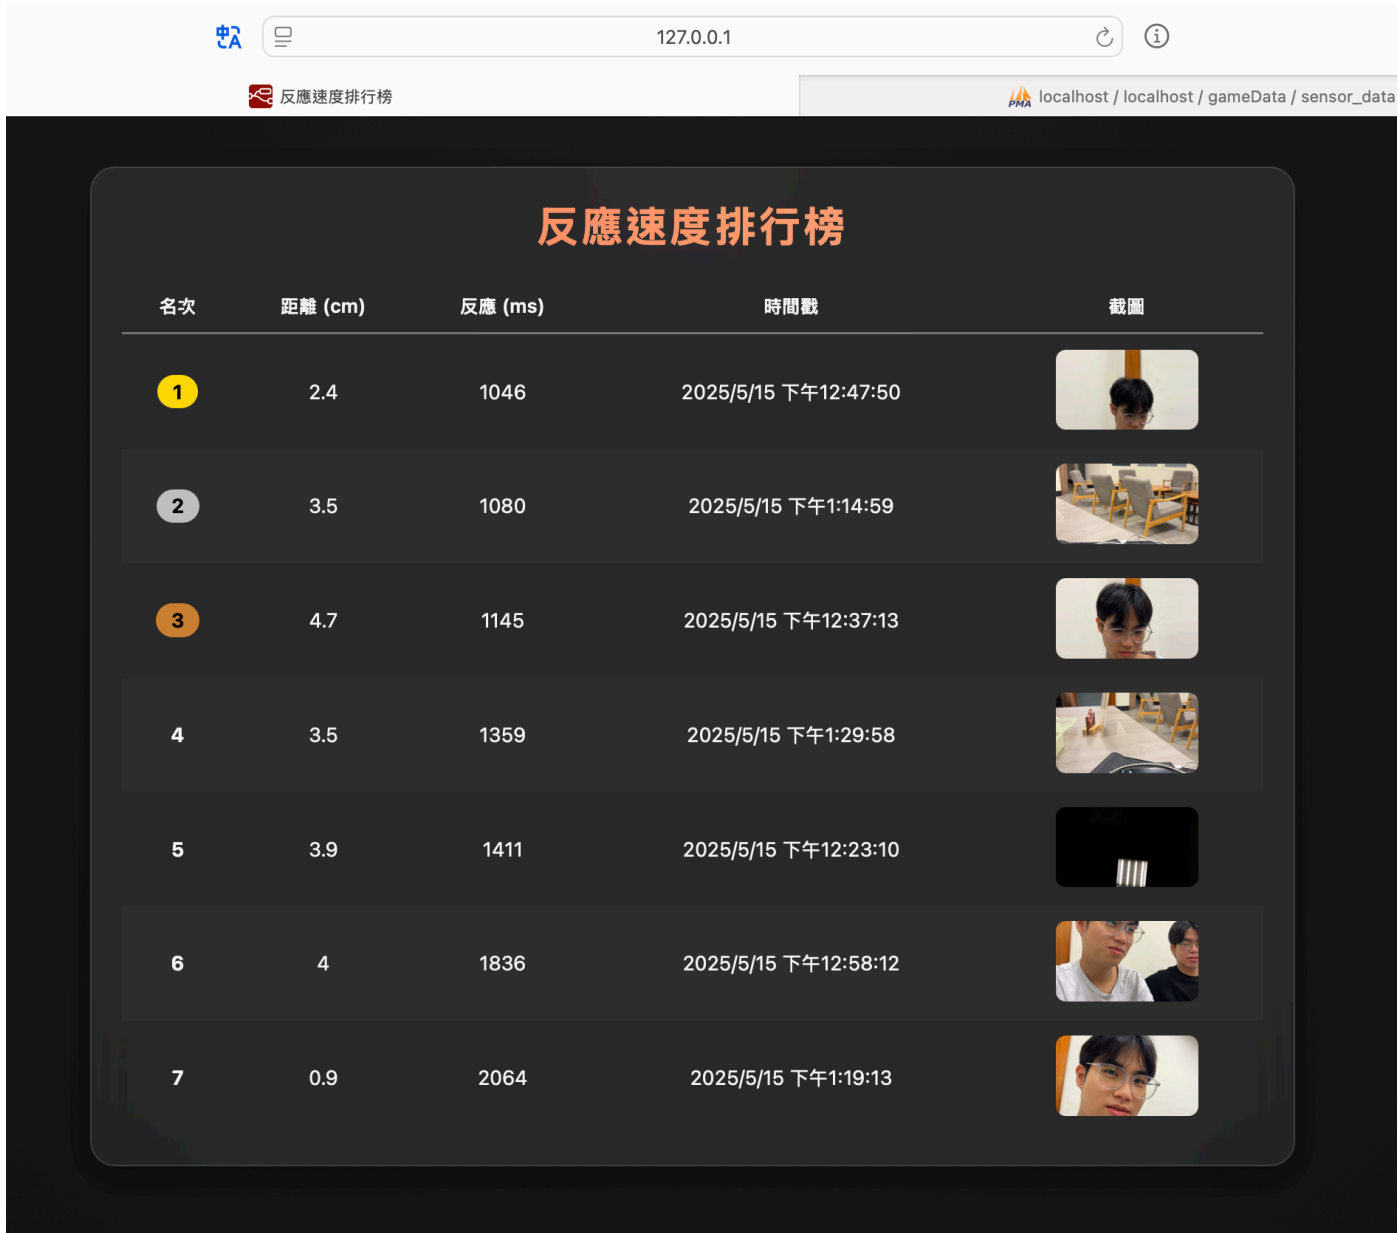 127.0.0.1
反應速度排行榜
PMA localhost / localhost / gameData / sensor_data
反應速度排行榜
名次 距離 (cm) 反應 (ms) 時間戳 截圖
1 2.4 1046 2025/5/15 下午12:47:50
2 3.5 1080 2025/5/15 下午1:14:59
3 4.7 1145 2025/5/15 下午12:37:13
4 3.5 1359 2025/5/15 下午1:29:58
5 3.9 1411 2025/5/15 下午12:23:10
6 4 1836 2025/5/15 下午12:58:12
7 0.9 2064 2025/5/15 下午1:19:13